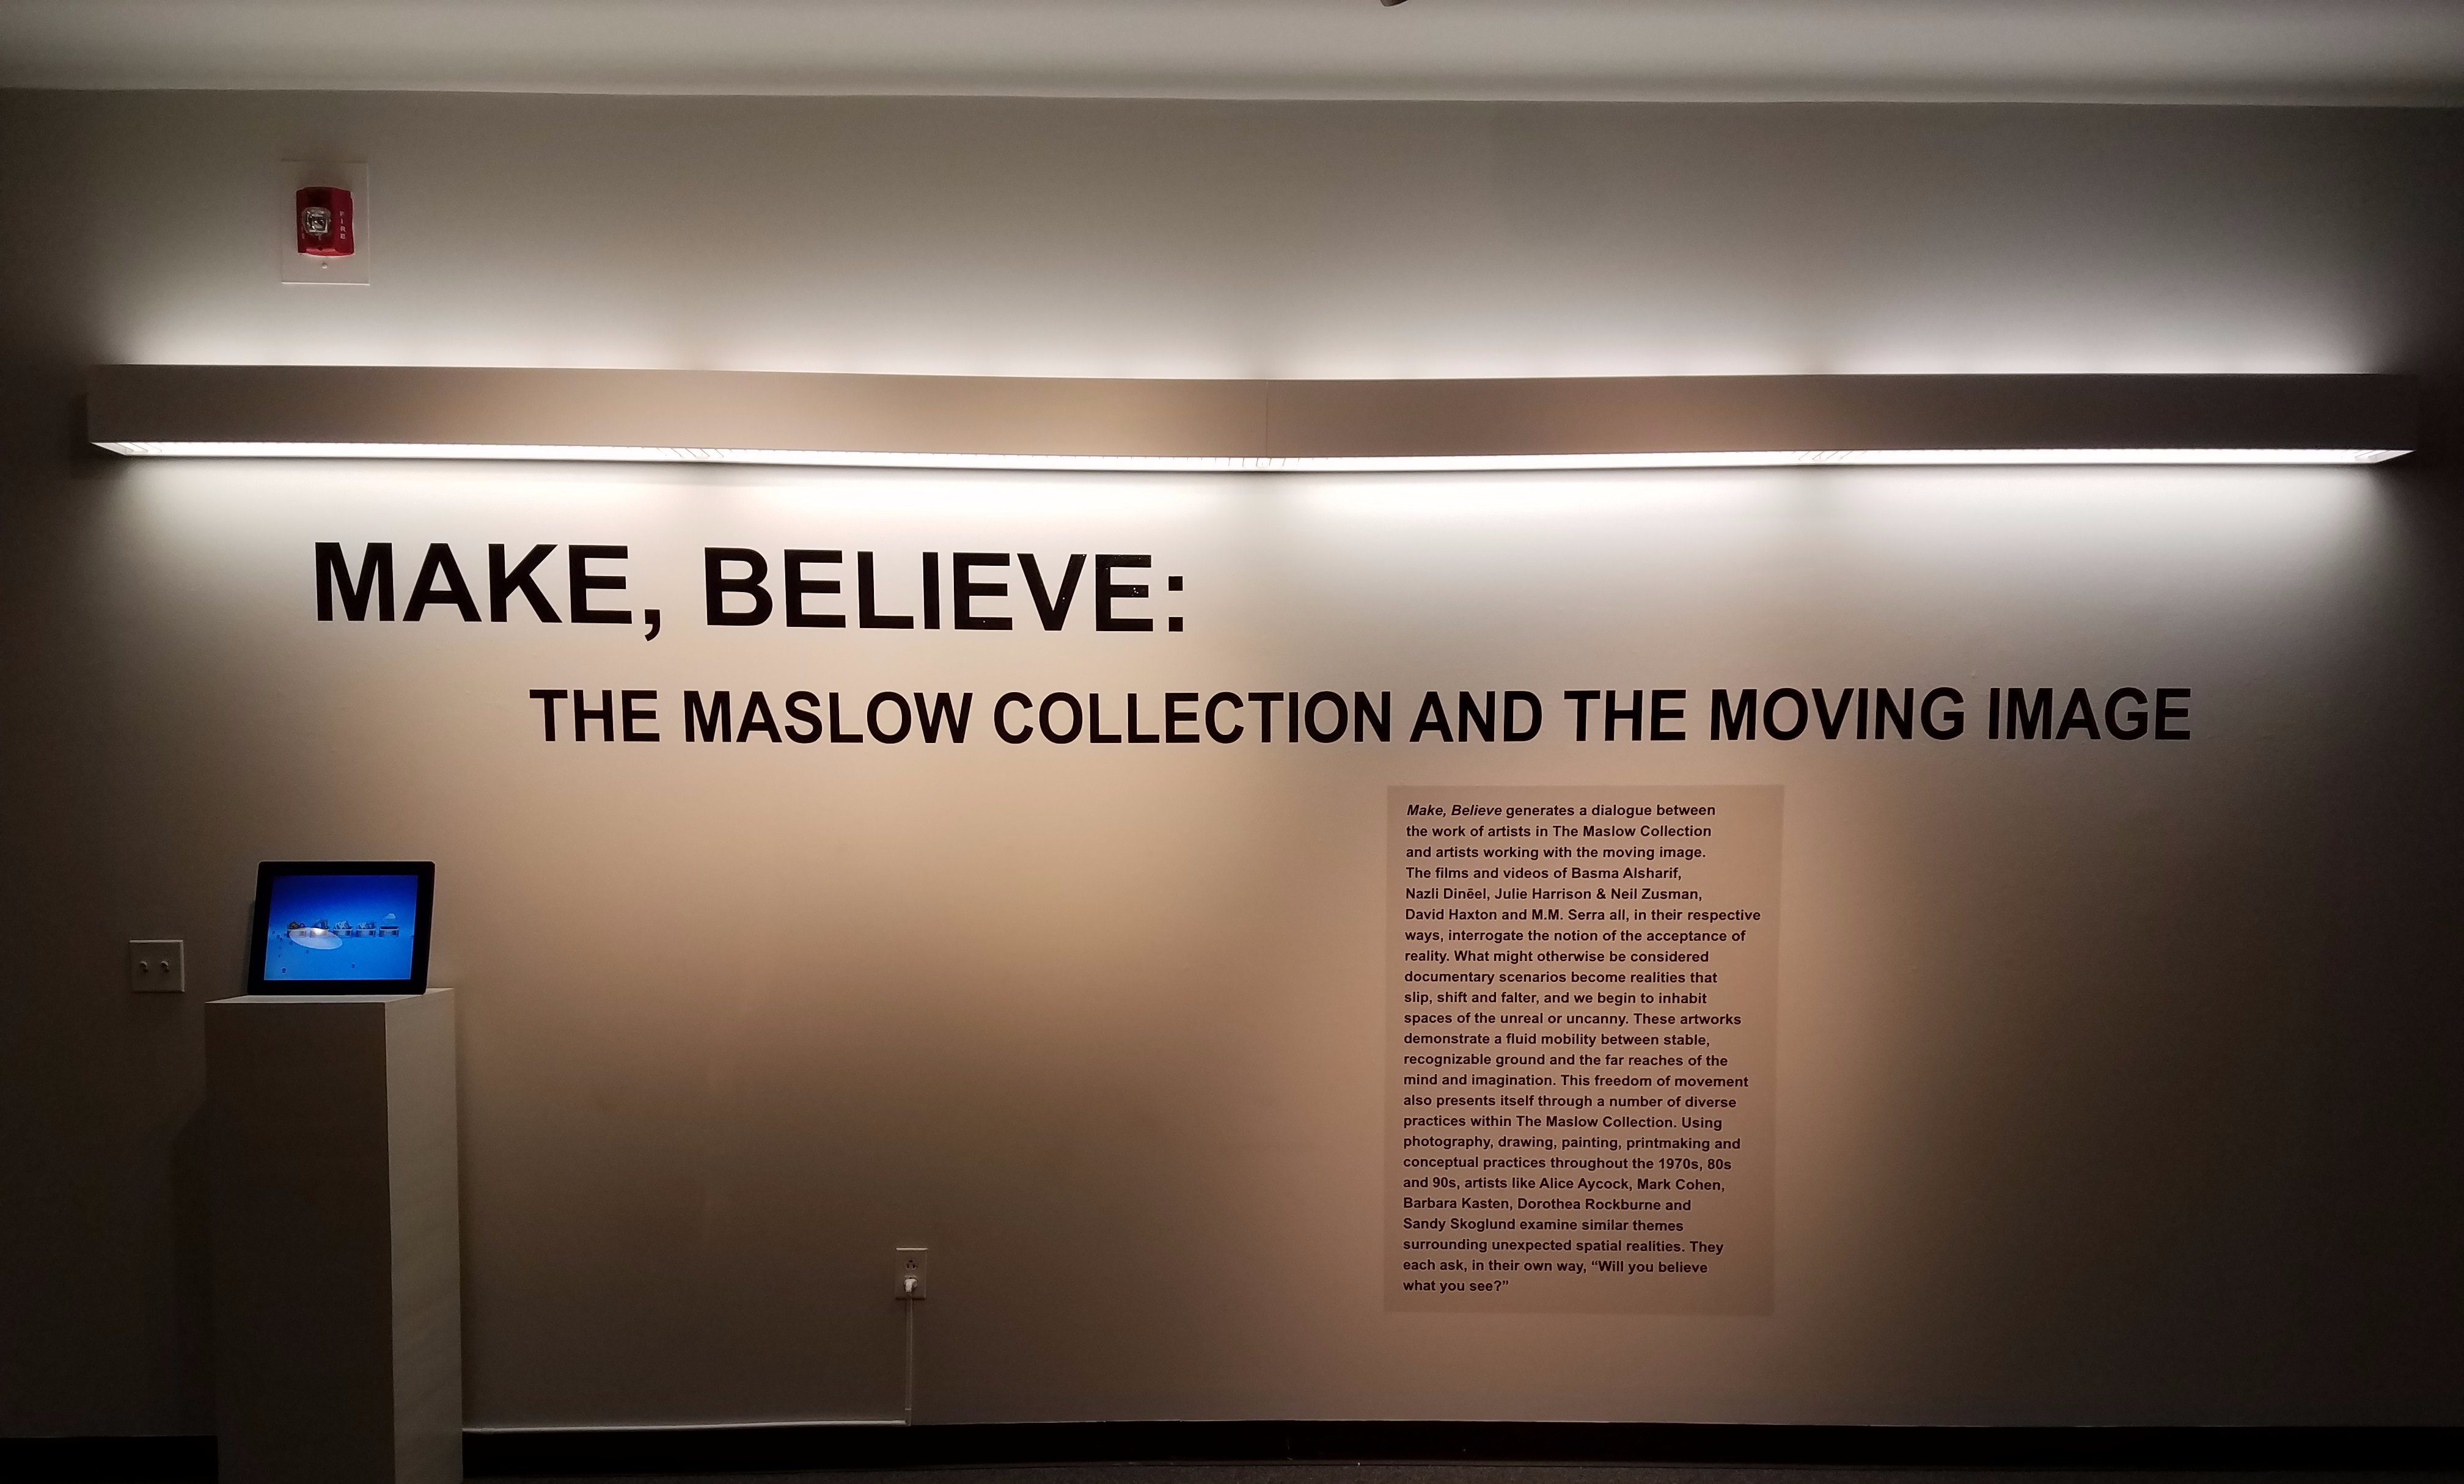 FIRE
MAKE, BELIEVE:
THE MASLOW COLLECTION AND THE MOVING IMAGE
Make, Believe generates a dialogue between
the work of artists in The Maslow Collection
and artists working with the moving image.
The films and videos of Basma Alsharif,
Nazli Dinēel, Julie Harrison & Neil Zusman,
David Haxton and M.M. Serra all, in their respective
ways, interrogate the notion of the acceptance of
reality. What might otherwise be considered
documentary scenarios become realities that
slip, shift and falter, and we begin to inhabit
spaces of the unreal or uncanny. These artworks
demonstrate a fluid mobility between stable,
recognizable ground and the far reaches of the
mind and imagination. This freedom of movement
also presents itself through a number of diverse
practices within The Maslow Collection. Using
photography, drawing, painting, printmaking and
conceptual practices throughout the 1970s, 80s
and 90s, artists like Alice Aycock, Mark Cohen,
Barbara Kasten, Dorothea Rockburne and
Sandy Skoglund examine similar themes
surrounding unexpected spatial realities. They
each ask, in their own way, “Will you believe
what you see?”